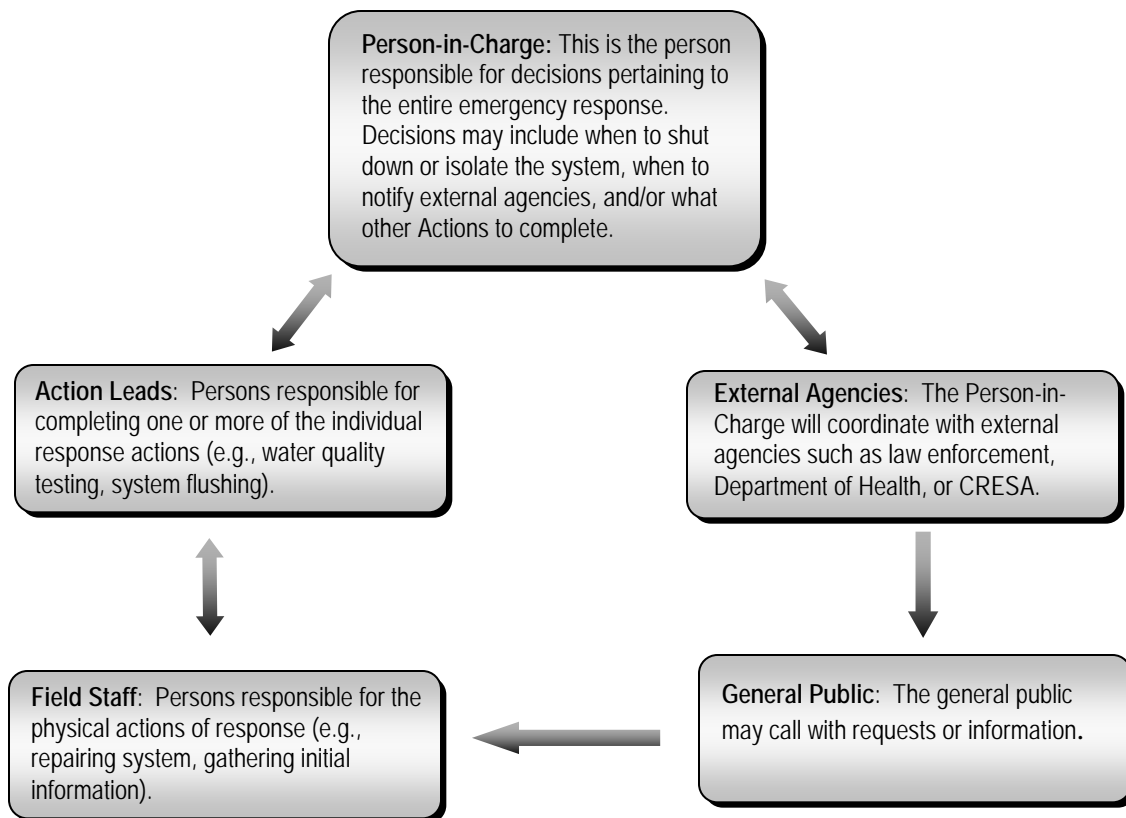 Person-in-Charge: This is the person
responsible for decisions pertaining to
the entire emergency response.
Decisions may include when to shut
down or isolate the system, when to
notify external agencies, and/or what
other Actions to complete.
Action Leads: Persons responsible for
completing one or more of the individual
response actions (e.g., water quality
testing, system flushing).
External Agencies: The Person-in-
Charge will coordinate with external
agencies such as law enforcement,
Department of Health, or CRESA.
Field Staff: Persons responsible for the
physical actions of response (e.g.,
repairing system, gathering initial
information).
General Public: The general public
may call with requests or information.